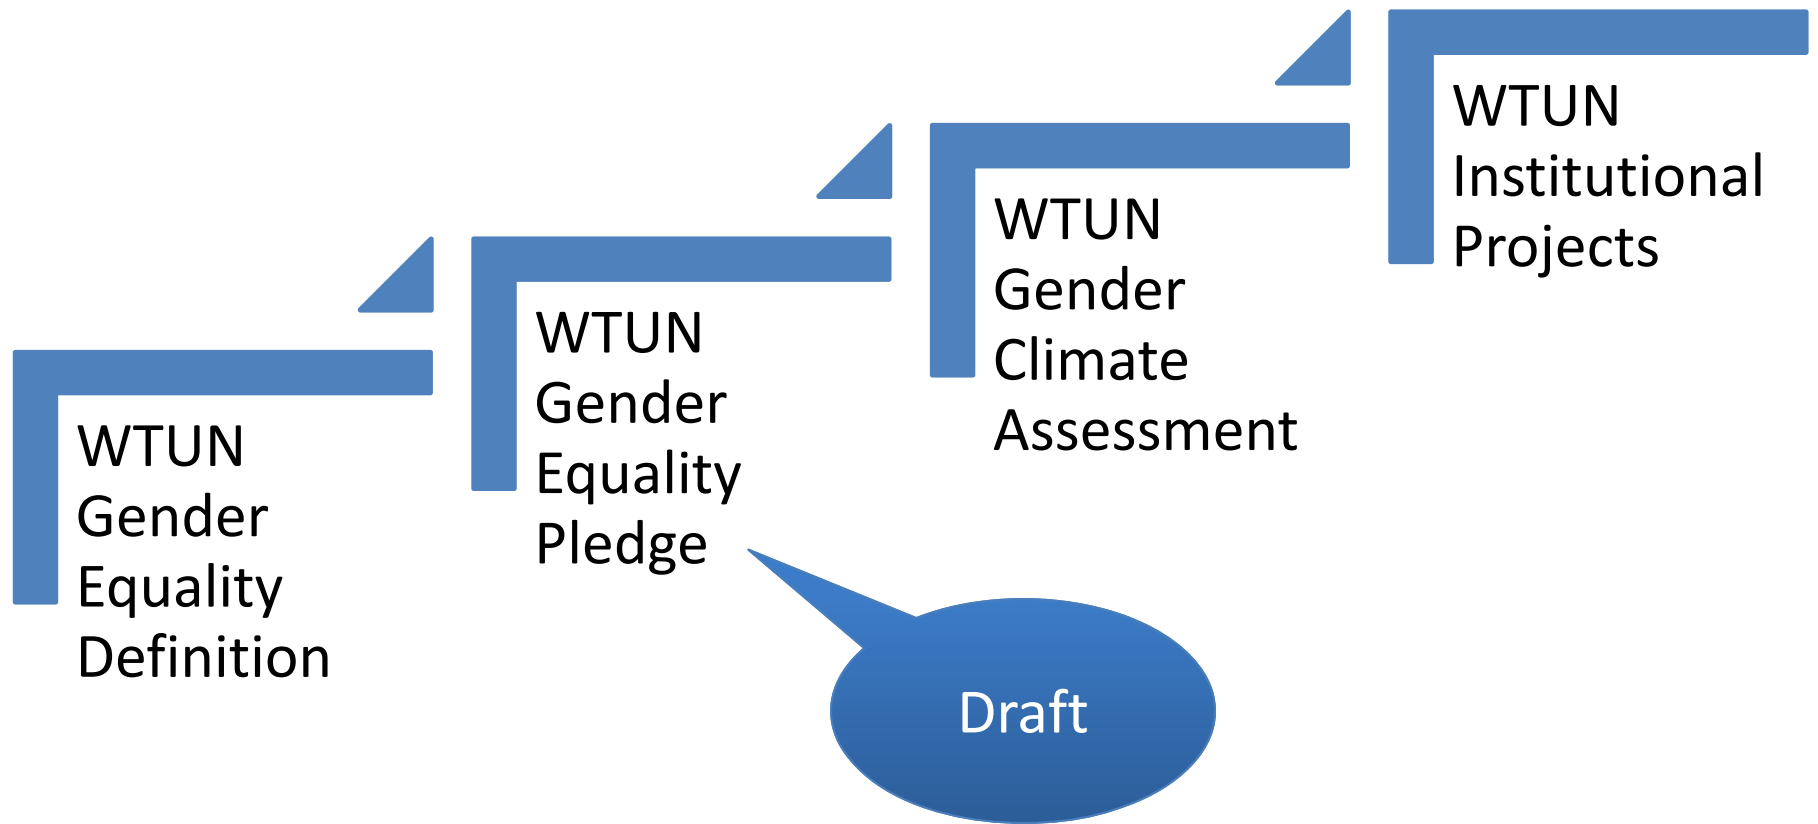 WTUN
Gender
Equality
Definition
WTUN
Gender
Equality
Pledge
WTUN
Gender
Climate
Assessment
WTUN
Institutional
Projects
Draft